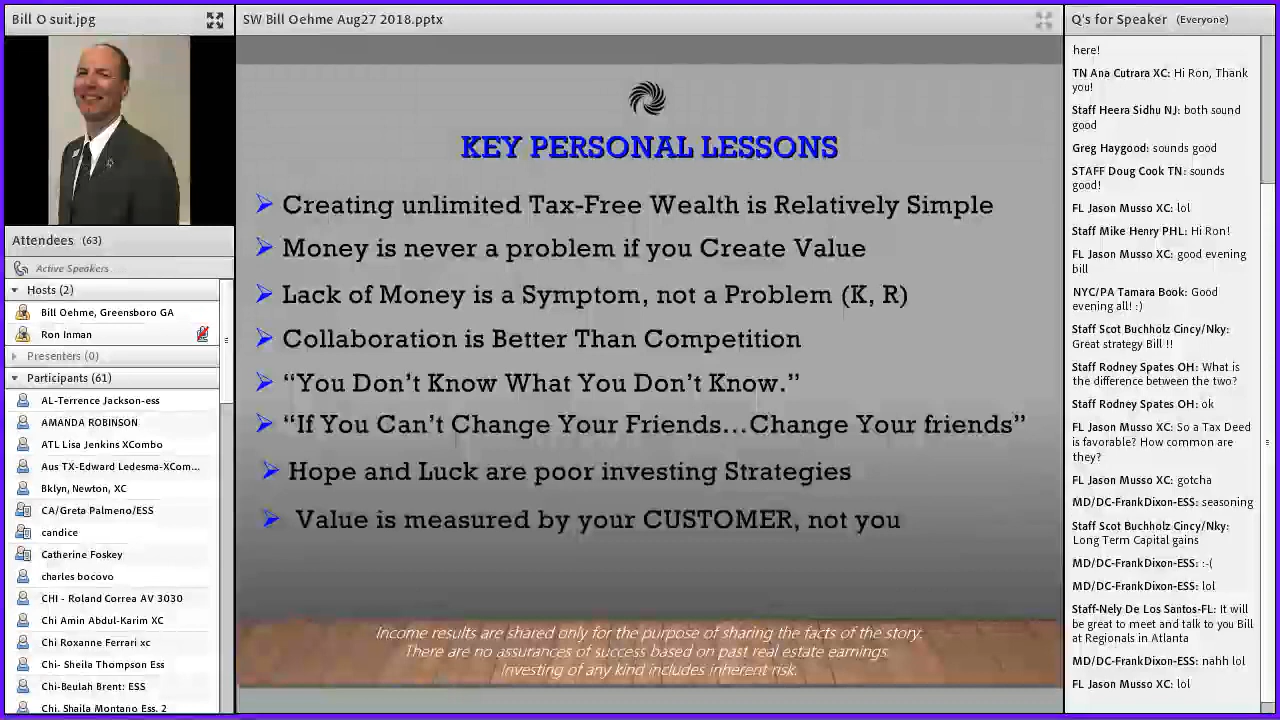 Bill O suit.jpg
Attendees (63)
Active Speakers
Hosts (2)
Bill Oehme, Greensboro GA
Ron Inman
Presenters (0)
Participants (61)
AL-Terrence Jackson-ess
AMANDA ROBINSON
ATL Lisa Jenkins XCombo
Aus TX-Edward Ledesma-XCom...
Bklyn, Newton, XC
CA/Greta Palmeno/ESS
candice
Catherine Foskey
charles bocovo
CHI - Roland Correa AV 3030
Chi Amin Abdul-Karim XC
Chi Roxanne Ferrari xc
Chi- Sheila Thompson Ess
Chi-Beulah Brent: ESS
Chi. Shaila Montano Ess. 2
SW Bill Oehme Aug27 2018.pptx
KEY PERSONAL LESSONS
Creating unlimited Tax-Free Wealth is Relatively Simple
Money is never a problem if you Create Value
Lack of Money is a Symptom, not a Problem (K, R)
Collaboration is Better Than Competition
“You Don’t Know What You Don’t Know.”
“If You Can’t Change Your Friends...Change Your friends”
Hope and Luck are poor investing Strategies
Value is measured by your CUSTOMER, not you
Income results are shared only for the purpose of sharing the facts of the story.
There are no assurances of success based on past real estate earnings.
Investing of any kind includes inherent risk.
Q's for Speaker (Everyone)
here!
TN Ana Cutrara XC: Hi Ron, Thank
you!
Staff Heera Sidhu NJ: both sound
good
Greg Haygood: sounds good
STAFF Doug Cook TN: sounds
good!
FL Jason Musso XC: lol
Staff Mike Henry PHL: Hi Ron!
FL Jason Musso XC: good evening
bill
NYC/PA Tamara Book: Good
evening all! :)
Staff Scot Buchholz Cincy/Nky:
Great strategy Bill !!
Staff Rodney Spates OH: What is
the difference between the two?
Staff Rodney Spates OH: ok
FL Jason Musso XC: So a Tax Deed
is favorable? How common are
they?
FL Jason Musso XC: gotcha
MD/DC-FrankDixon-ESS: seasoning
Staff Scot Buchholz Cincy/Nky:
Long Term Capital gains
MD/DC-FrankDixon-ESS: :-(
MD/DC-FrankDixon-ESS: lol
Staff-Nely De Los Santos-FL: It will
be great to meet and talk to you Bill
at Regionals in Atlanta
MD/DC-FrankDixon-ESS: nahh lol
FL Jason Musso XC: lol